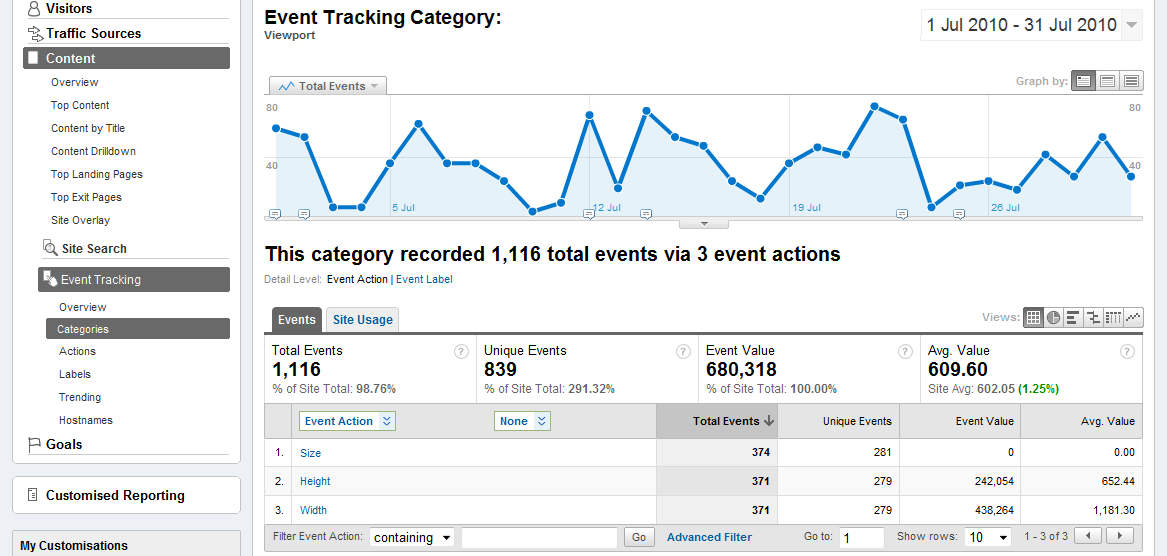 Visitors
Traffic Sources
Content
Overview
Top Content
Content by Title
Content Drilldown
Top Landing Pages
Top Exit Pages
Site Overlay
Site Search
Event Tracking
Overview
Categories
Actions
Labels
Trending
Hostnames
Goals
Customised Reporting
My Customisations
Event Tracking Category:
Viewport
1 Jul 2010 - 31 Jul 2010
Total Events
Graph by:
80 80
40 40
5 Jul 12 Jul 19 Jul 26 Jul
This category recorded 1,116 total events via 3 event actions
Detail Level: Event Action | Event Label
Events Site Usage Views:
Total Events ? Unique Events ? Event Value ? Avg. Value ?
1,116 839 680,318 609.60
% of Site Total: 98.76% % of Site Total: 291.32% % of Site Total: 100.00% Site Avg: 602.05 (1.25%)
Event Action None Total Events Unique Events Event Value Avg. Value
1. Size 374 281 0 0.00
2. Height 371 279 242,054 652.44
3. Width 371 279 438,264 1,181.30
Filter Event Action: containing Go Advanced Filter Go to: 1 Show rows: 10 1 - 3 of 3